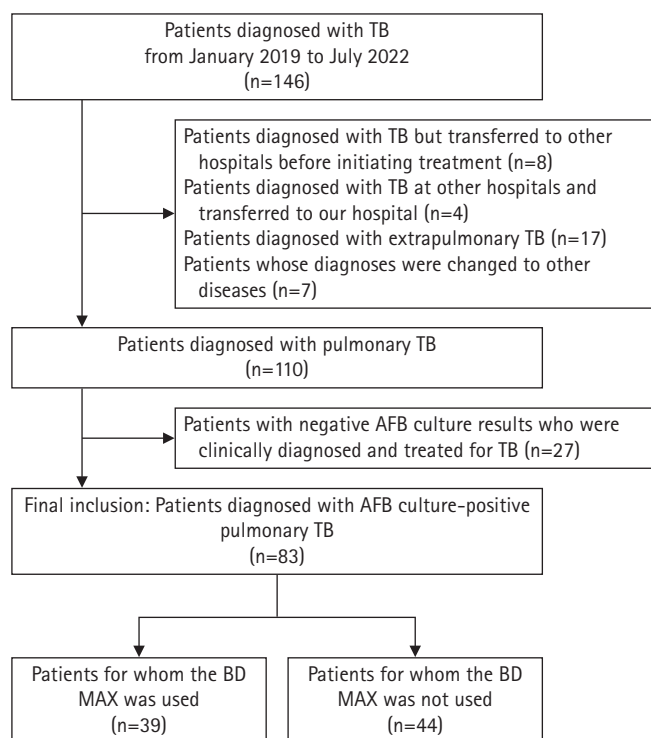 Patients diagnosed with TB
from January 2019 to July 2022
(n=146)
Patients diagnosed with TB but transferred to other
hospitals before initiating treatment (n=8)
Patients diagnosed with TB at other hospitals and
transferred to our hospital (n=4)
Patients diagnosed with extrapulmonary TB (n=17)
Patients whose diagnoses were changed to other
diseases (n=7)
Patients diagnosed with pulmonary TB
(n=110)
Patients with negative AFB culture results who were
clinically diagnosed and treated for TB (n=27)
Final inclusion: Patients diagnosed with AFB culture-positive
pulmonary TB
(n=83)
Patients for whom the BD
MAX was used
(n=39)
Patients for whom the BD
MAX was not used
(n=44)